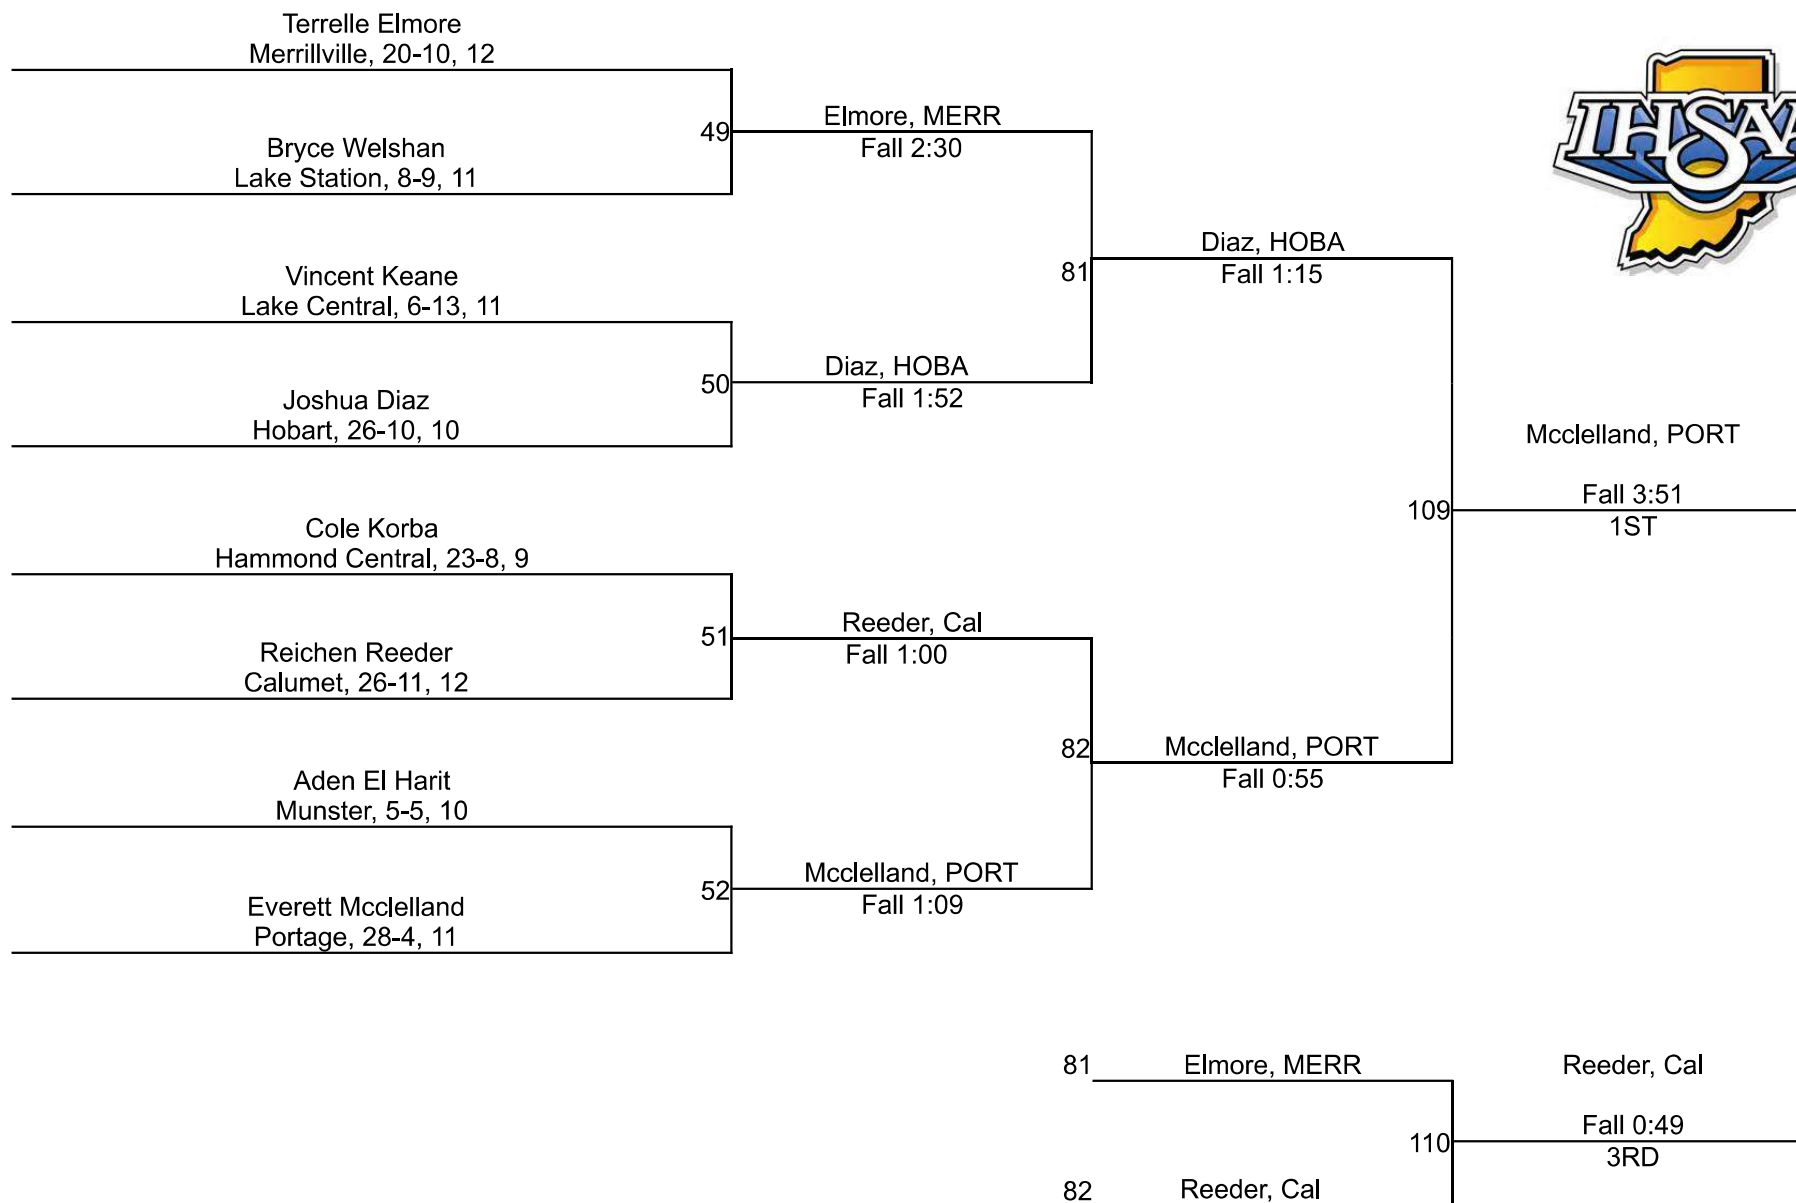 Terrelle Elmore
Merrillville, 20-10, 12
49
Bryce Welshan
Lake Station, 8-9, 11
Elmore, MERR
Fall 2:30
Vincent Keane
Lake Central, 6-13, 11
50
Joshua Diaz
Hobart, 26-10, 10
Diaz, HOBA
Fall 1:52
81
Diaz, HOBA
Fall 1:15
Cole Korba
Hammond Central, 23-8, 9
51
Reichen Reeder
Calumet, 26-11, 12
Reeder, Cal
Fall 1:00
Aden El Harit
Munster, 5-5, 10
52
Everett Mcclelland
Portage, 28-4, 11
Mcclelland, PORT
Fall 1:09
82
Mcclelland, PORT
Fall 0:55
109
Mcclelland, PORT
Fall 3:51
1ST
IHSAA
81
Elmore, MERR
110
82
Reeder, Cal
Reeder, Cal
Fall 0:49
3RD